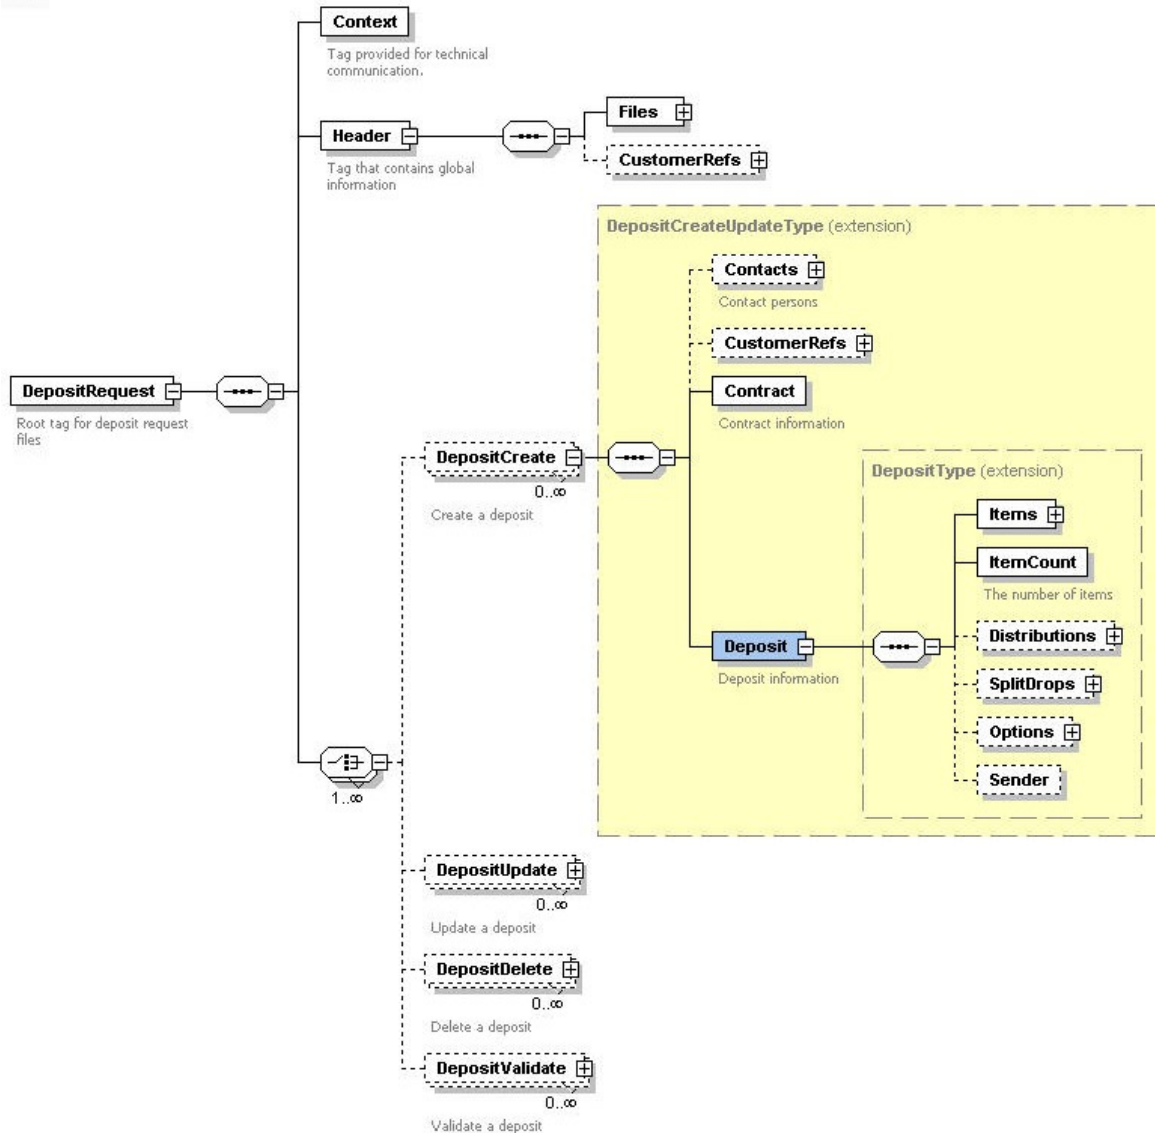 Context
Tag provided for technical
communication.
Header
Tag that contains global
information
Files
CustomerRefs
DepositCreateUpdateType (extension)
Contacts
Contact persons
CustomerRefs
Contract
Contract information
DepositRequest
Root tag for deposit request
files
DepositCreate
0..∞
Create a deposit
DepositType (extension)
Items
ItemCount
The number of items
Deposit
Deposit information
Distributions
SplitDrops
Options
Sender
1..∞
DepositUpdate
0..∞
Update a deposit
DepositDelete
0..∞
Delete a deposit
DepositValidate
0..∞
Validate a deposit